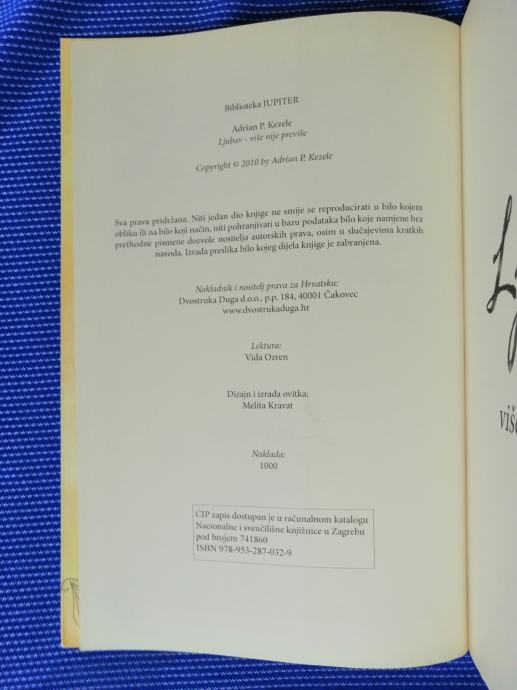 Biblioteka JUPITER
Adrian P. Kezele
Ljubav - više nije previše
Copyright © 2010 by Adrian P. Kezele
Sva prava pridržana. Niti jedan dio knjige ne smije se reproducirati u bilo kojem
obliku ili na bilo koji način, niti pohranjivati u bazu podataka bilo koje namjene bez
prethodne pismene dozvole nositelja autorskih prava, osim u slučajevima kratkih
navoda. Izrada preslika bilo kojeg dijela knjige je zabranjena.
Nakladnik i nositelj prava za Hrvatsku:
Dvostruka Duga d.o.o., p.p. 184, 40001 Čakovec
www.dvostrukaduga.hr
Lektura:
Vida Ozren
Dizajn i izrada ovitka:
Melita Kravat
Naklada:
1000
CIP zapis dostupan je u računalnom katalogu
Nacionalne i sveučilišne knjižnice u Zagrebu
pod brojem 741860
ISBN 978-953-287-032-9